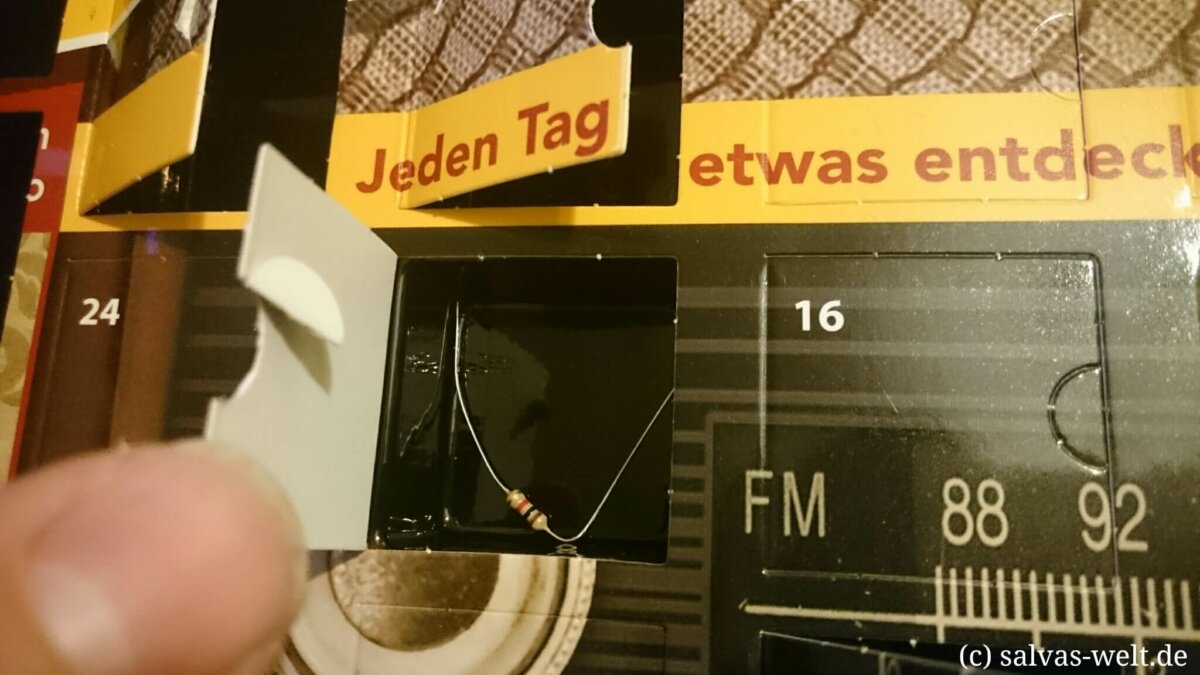 Jeden Tag etwas entdeck
24
16
FM 88 92
(c) salvas-welt.de